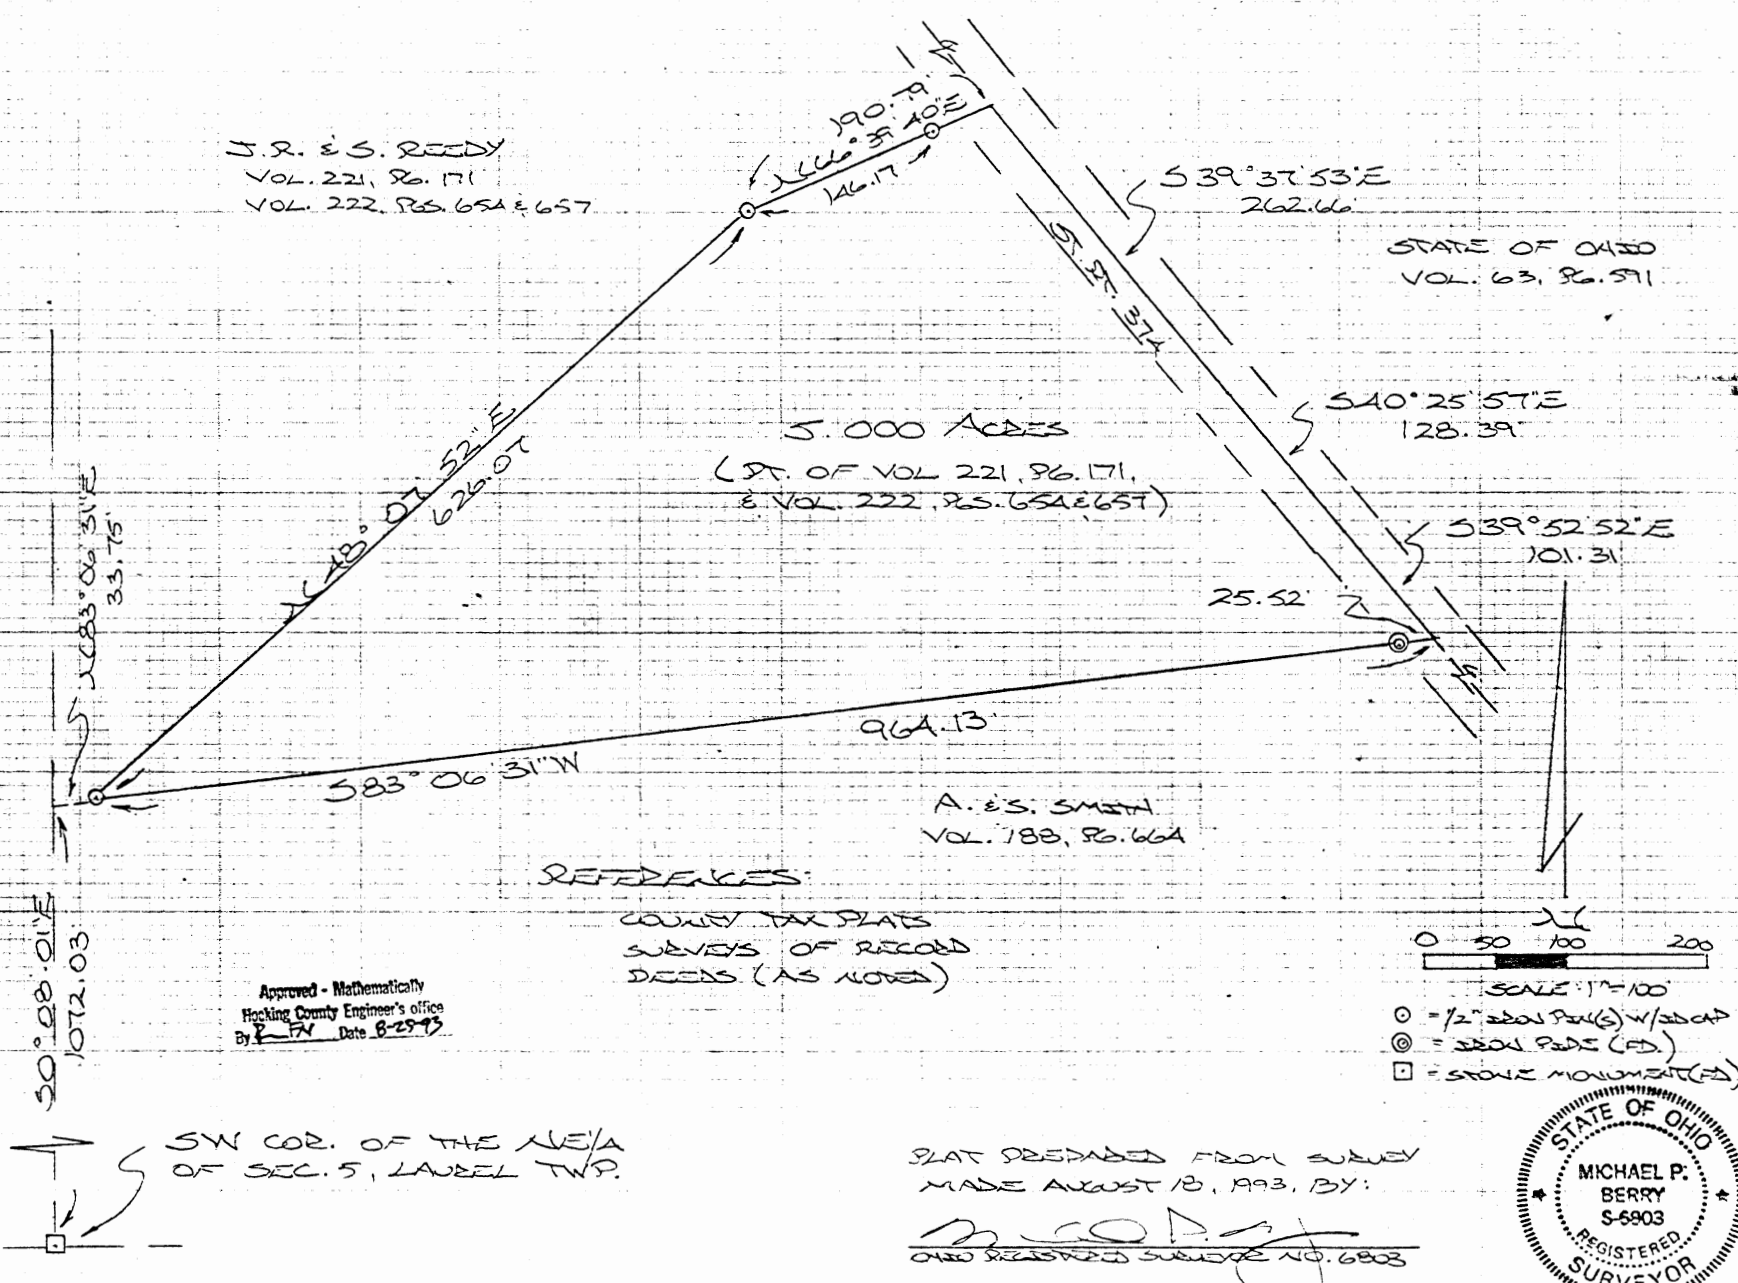 190.79'
N66°39'40"E
146.17'
J.R. & S. REEDY
VOL. 221, PG. 171
VOL. 222, PGS. 654 & 657
S39°37'53"E
262.66'
STATE OF OHIO
VOL. 63, PG. 591
ST. RT. 374
S40°25'57"E
128.39'
5.000 ACRES
(PT. OF VOL 221, PG. 171,
& VOL. 222, PGS. 654 & 657)
N48°07'52"E
626.07
S39°52'52"E
101.31
N83°06'31"E
33.75'
25.52'
964.13'
S83°06'31"W
A. & S. SMITH
VOL. 188, PG. 664
REFERENCES:
COUNTY TAX PLATS
SURVEYS OF RECORD
DEEDS (AS NOTED)
S0°08'01"E
1072.03'
Approved - Mathematically
Hocking County Engineer's office
By Date 8-25-93
N
0 50 100 200
SCALE: 1"=100'
= 1/2" IRON PIN(S) W/ID CAP
= IRON PIPE (FD.)
= STONE MONUMENT (FD)
SW COR. OF THE NE1/4
OF SEC. 5, LAUREL TWP.
PLAT PREPARED FROM SURVEY
MADE AUGUST 18, 1993, BY:
OHIO REGISTERED SURVEYOR NO. 6803
STATE OF OHIO
MICHAEL P.
BERRY
S-6803
REGISTERED
SURVEYOR